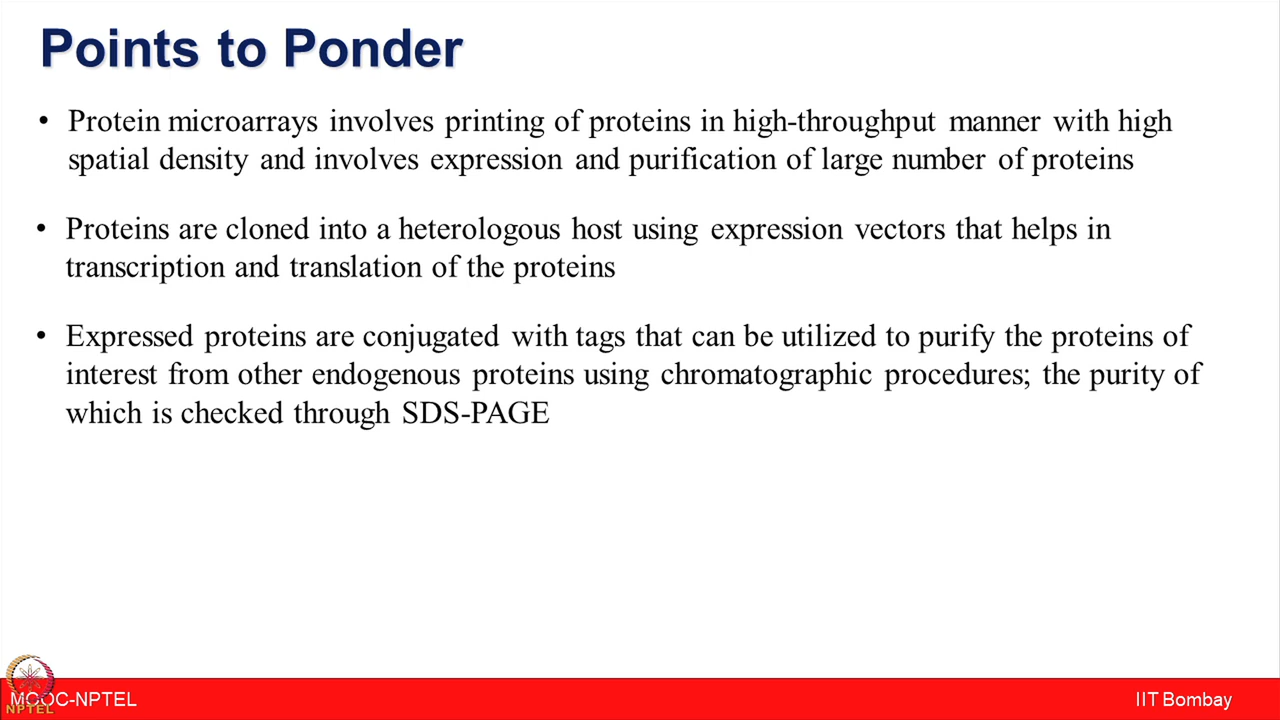 Points to Ponder
• Protein microarrays involves printing of proteins in high-throughput manner with high
spatial density and involves expression and purification of large number of proteins
• Proteins are cloned into a heterologous host using expression vectors that helps in
transcription and translation of the proteins
• Expressed proteins are conjugated with tags that can be utilized to purify the proteins of
interest from other endogenous proteins using chromatographic procedures; the purity of
which is checked through SDS-PAGE
MOOC-NPTEL
NPTEL
IIT Bombay